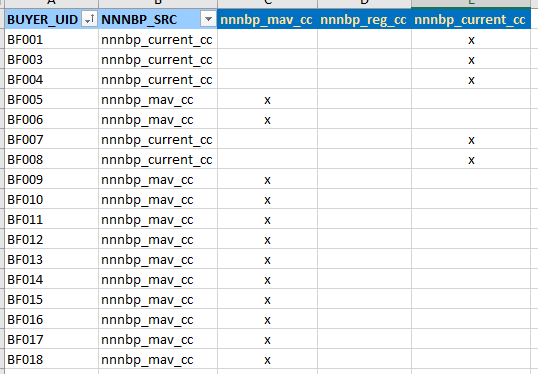 A B C D E
BUYER_UID NNNBP_SRC nnnbp_mav_cc nnnbp_reg_cc nnnbp_current_cc
BF001 nnnbp_current_cc x
BF003 nnnbp_current_cc x
BF004 nnnbp_current_cc x
BF005 nnnbp_mav_cc x
BF006 nnnbp_mav_cc x
BF007 nnnbp_current_cc x
BF008 nnnbp_current_cc x
BF009 nnnbp_mav_cc x
BF010 nnnbp_mav_cc x
BF011 nnnbp_mav_cc x
BF012 nnnbp_mav_cc x
BF013 nnnbp_mav_cc x
BF014 nnnbp_mav_cc x
BF015 nnnbp_mav_cc x
BF016 nnnbp_mav_cc x
BF017 nnnbp_mav_cc x
BF018 nnnbp_mav_cc x